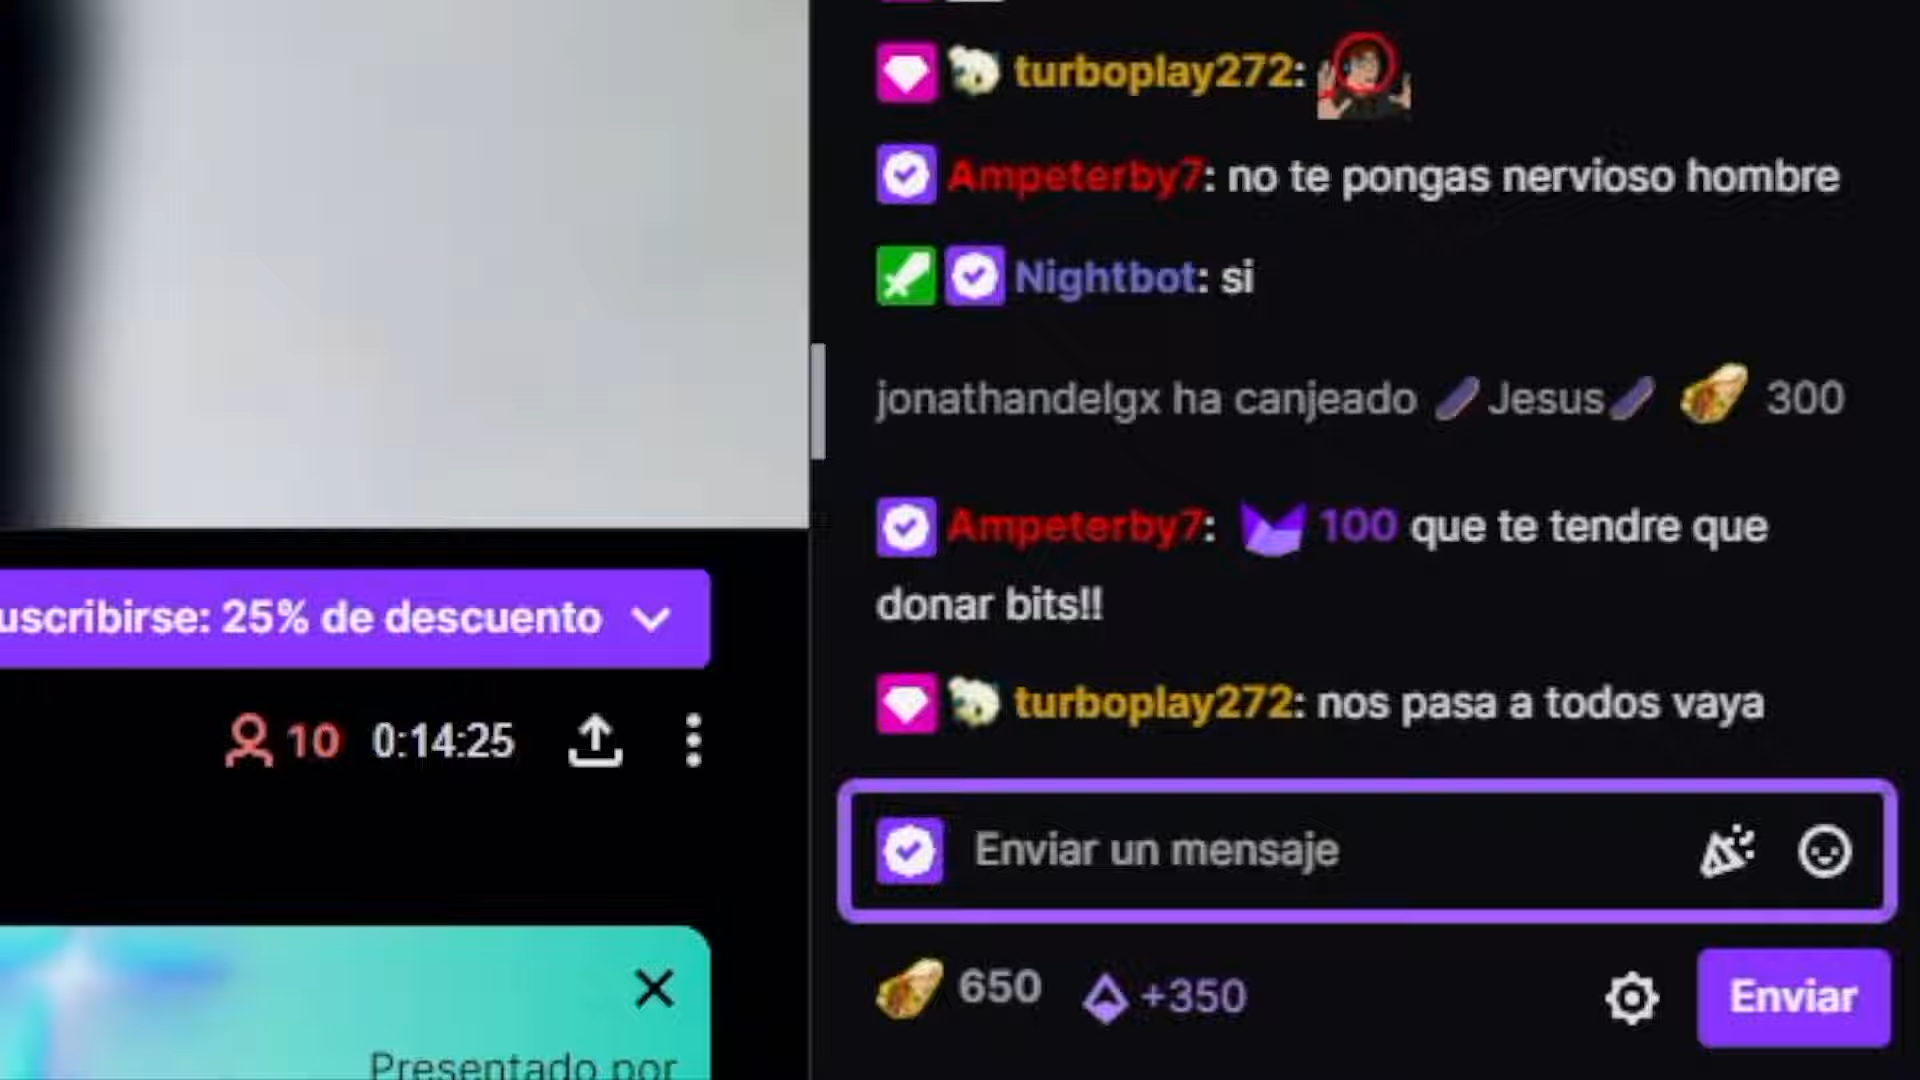 turboplay272:
Ampeterby7: no te pongas nervioso hombre
Nightbot: si
jonathandelgx ha canjeado Jesus 300
Ampeterby7: 100 que te tendre que
donar bits!!
turboplay272: nos pasa a todos vaya
uscribirse: 25% de descuento
10 0:14:25
Enviar un mensaje
650 +350
Enviar
Presentado por